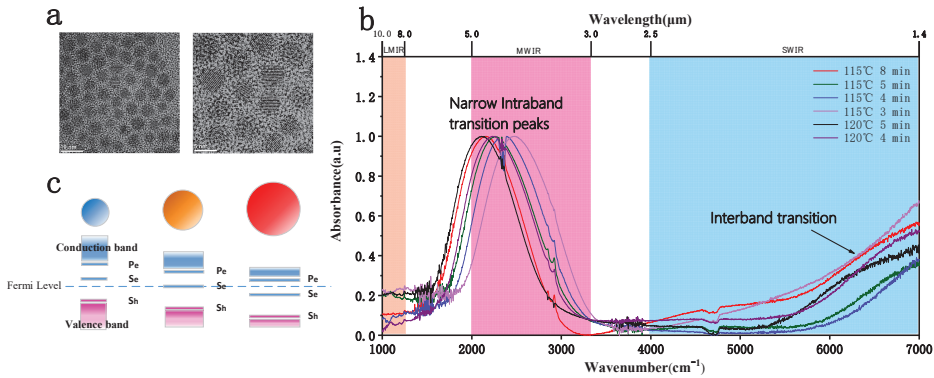 a
b
Wavelength(μm)
10.0 8.0 5.0 3.0 2.5 1.4
LMIR MWIR SWIR
1.4
1.2
1.0
0.8
0.6
0.4
0.2
0.0
Absorbance(a.u)
Narrow Intraband
transition peaks
115℃ 8 min
115℃ 5 min
115℃ 4 min
115℃ 3 min
120℃ 5 min
120℃ 4 min
Interband transition
1000 2000 3000 4000 5000 6000 7000
Wavenumber(cm⁻¹)
c
Conduction band
Pe Pe Pe
Se Se Se
Fermi Level
Sh Sh Sh
Valence band